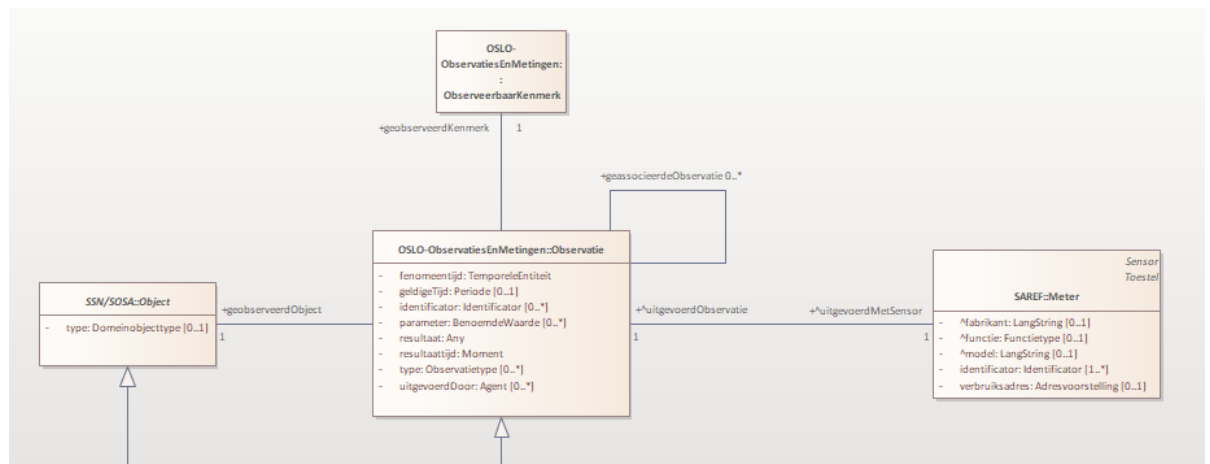 OSLO-
ObservatiesEnMetingen:
:
ObserveerbaarKenmerk
+geobserveerdKenmerk 1
+geassocieerdeObservatie 0..*
OSLO-ObservatiesEnMetingen::Observatie
- fenomeentijd: TemporeleEntiteit
- geldigeTijd: Periode [0..1]
- identificator: Identificator [0..*]
- parameter: BenoemdeWaarde [0..*]
- resultaat: Any
- resultaattijd: Moment
- type: Observatietype [0..*]
- uitgevoerdDoor: Agent [0..*]
SSN/SOSA::Object
- type: Domeinobjecttype [0..1]
+geobserveerdObject
1
+^uitgevoerdObservatie
1
+^uitgevoerdMetSensor
1
Sensor
Toestel
SAREF::Meter
- ^fabrikant: LangString [0..1]
- ^functie: Functietype [0..1]
- ^model: LangString [0..1]
- identificator: Identificator [1..*]
- verbruiksadres: Adresvoorstelling [0..1]